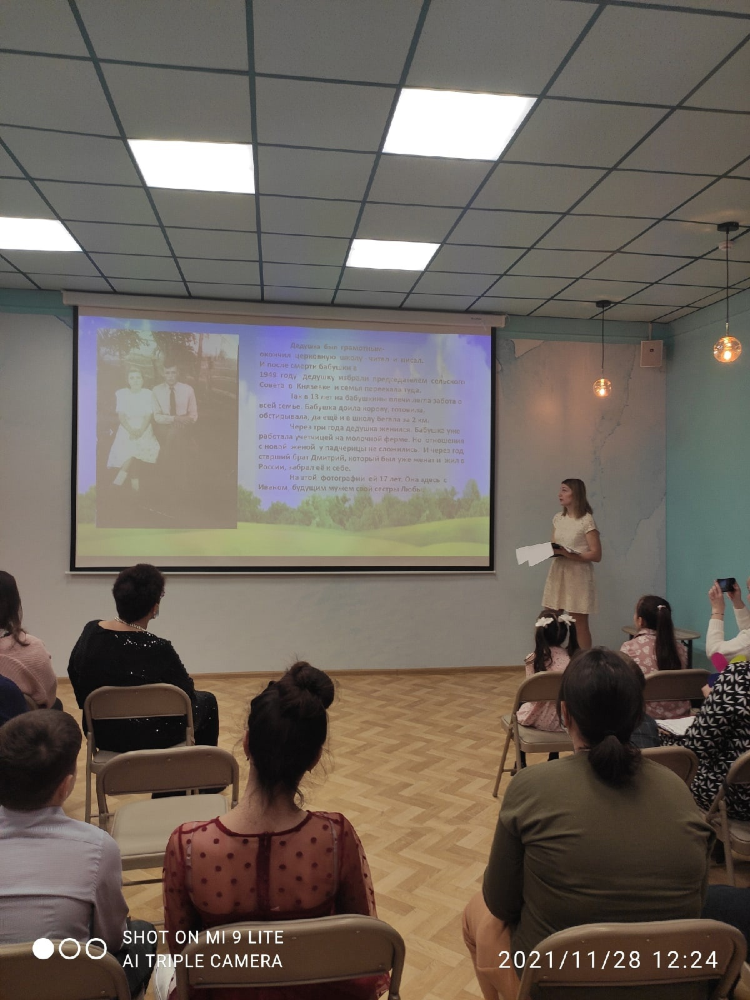 Дедушка был грамотным-
окончил церковную школу - читал и писал.
И после смерти бабушки в
1949 году дедушку избрали председателем сельского
Совета в Князевке и семья переехала туда.
Так в 13 лет на бабушкины плечи легла забота о
всей семье. Бабушка доила корову, готовила,
обстирывала, да ещё и в школу бегала за 2 км.
Через три года дедушка женился. Бабушка уже
работала учетчицей на молочной ферме. Но отношения
с новой женой у падчерицы не сложились. И через год
старший брат Дмитрий, который был уже женат и жил в
России, забрал её к себе.
На этой фотографии ей 17 лет. Она здесь с
Иваном, будущим мужем свой сестры Любы.
SHOT ON MI 9 LITE
AI TRIPLE CAMERA
2021/11/28 12:24